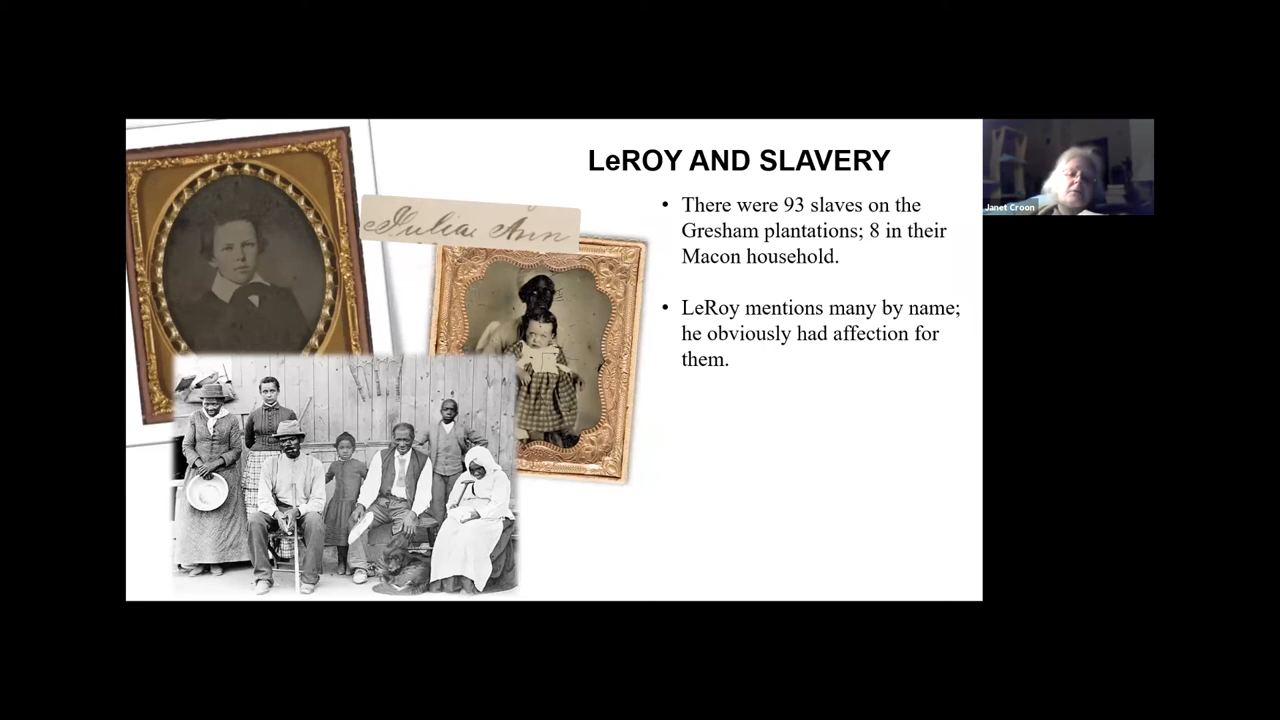 LeROY AND SLAVERY
• There were 93 slaves on the
Gresham plantations; 8 in their
Macon household.
• LeRoy mentions many by name;
he obviously had affection for
them.
Julia Ann
Janet Croon